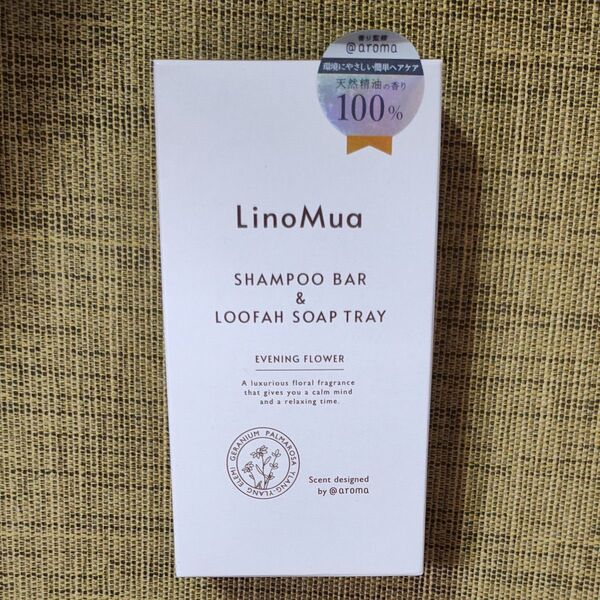 香り監修
@aroma
環境にやさしい簡単ヘアケア
天然精油の香り
100%
LinoMua
SHAMPOO BAR
&
LOOFAH SOAP TRAY
EVENING FLOWER
A luxurious floral fragrance
that gives you a calm mind
and a relaxing time.
ELEMI GERANIUM PALMAROSA YLANG-YLANG
Scent designed
by @aroma